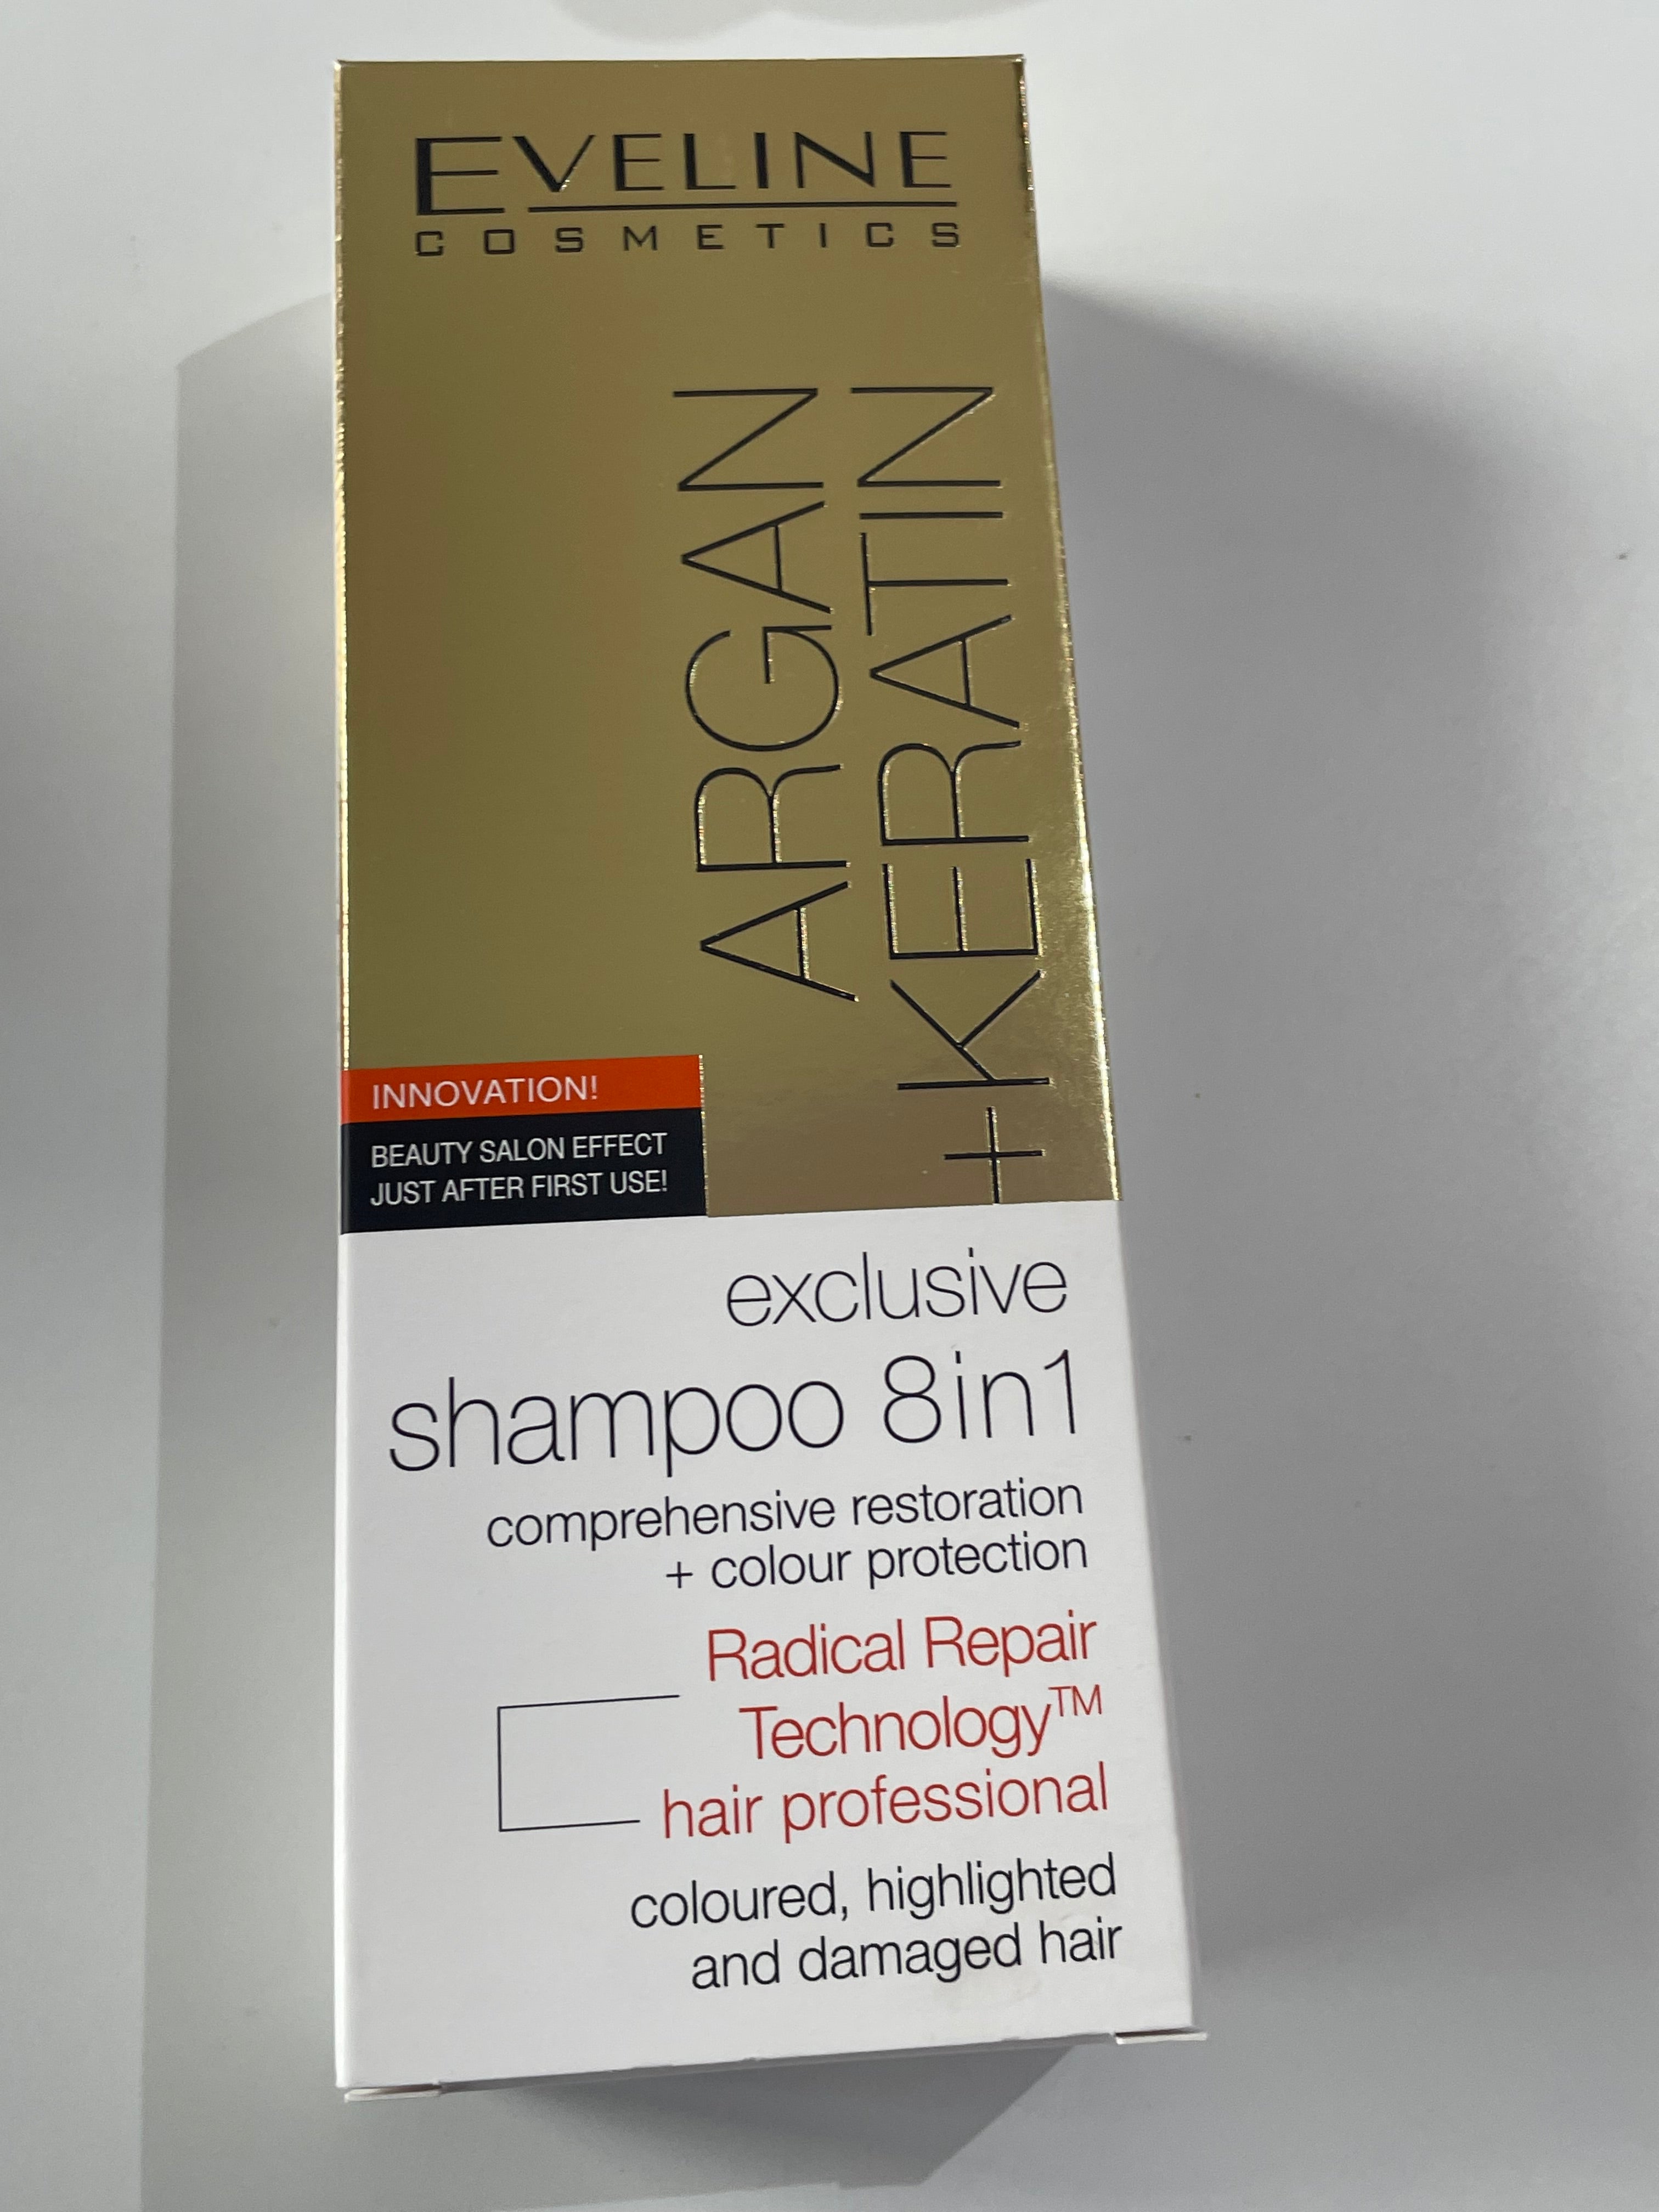 EVELINE
COSMETICS
ARGAN
+KERATIN
INNOVATION!
BEAUTY SALON EFFECT
JUST AFTER FIRST USE!
exclusive
shampoo 8in1
comprehensive restoration
+ colour protection
Radical Repair
Technology™
hair professional
coloured, highlighted
and damaged hair